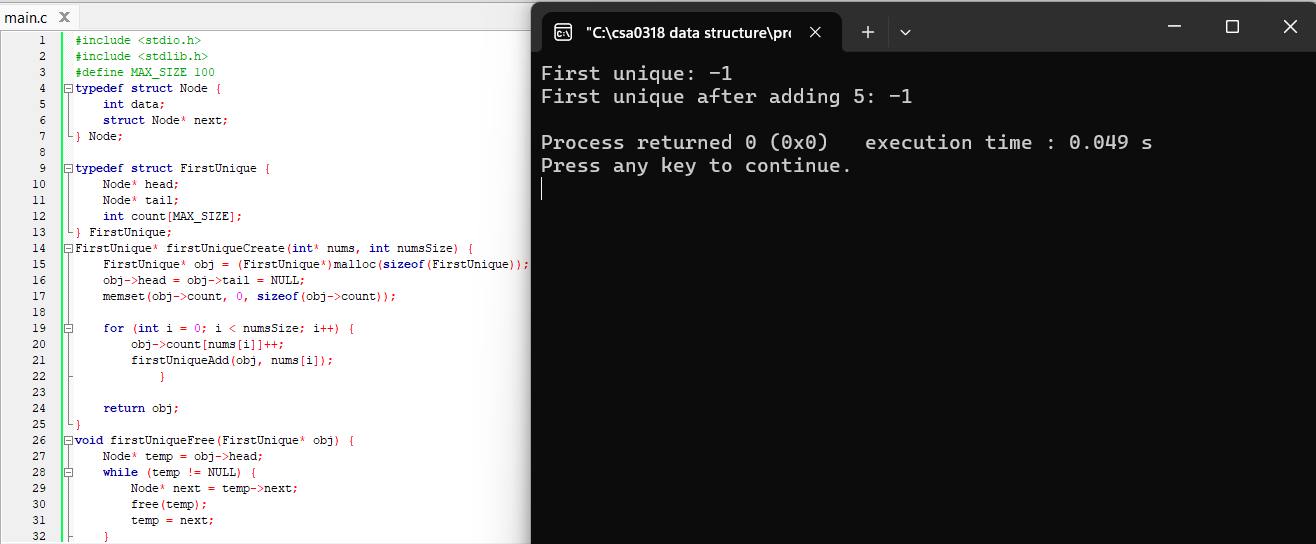 main.c
1 #include <stdio.h>
2 #include <stdlib.h>
3 #define MAX_SIZE 100
4 typedef struct Node {
5     int data;
6     struct Node* next;
7 } Node;
8
9 typedef struct FirstUnique {
10     Node* head;
11     Node* tail;
12     int count[MAX_SIZE];
13 } FirstUnique;
14 FirstUnique* firstUniqueCreate(int* nums, int numsSize) {
15     FirstUnique* obj = (FirstUnique*)malloc(sizeof(FirstUnique));
16     obj->head = obj->tail = NULL;
17     memset(obj->count, 0, sizeof(obj->count));
18
19     for (int i = 0; i < numsSize; i++) {
20         obj->count[nums[i]]++;
21         firstUniqueAdd(obj, nums[i]);
22             }
23
24     return obj;
25 }
26 void firstUniqueFree(FirstUnique* obj) {
27     Node* temp = obj->head;
28     while (temp != NULL) {
29         Node* next = temp->next;
30         free(temp);
31         temp = next;
32     }
"C:\csa0318 data structure\pro
First unique: -1
First unique after adding 5: -1
Process returned 0 (0x0)   execution time : 0.049 s
Press any key to continue.